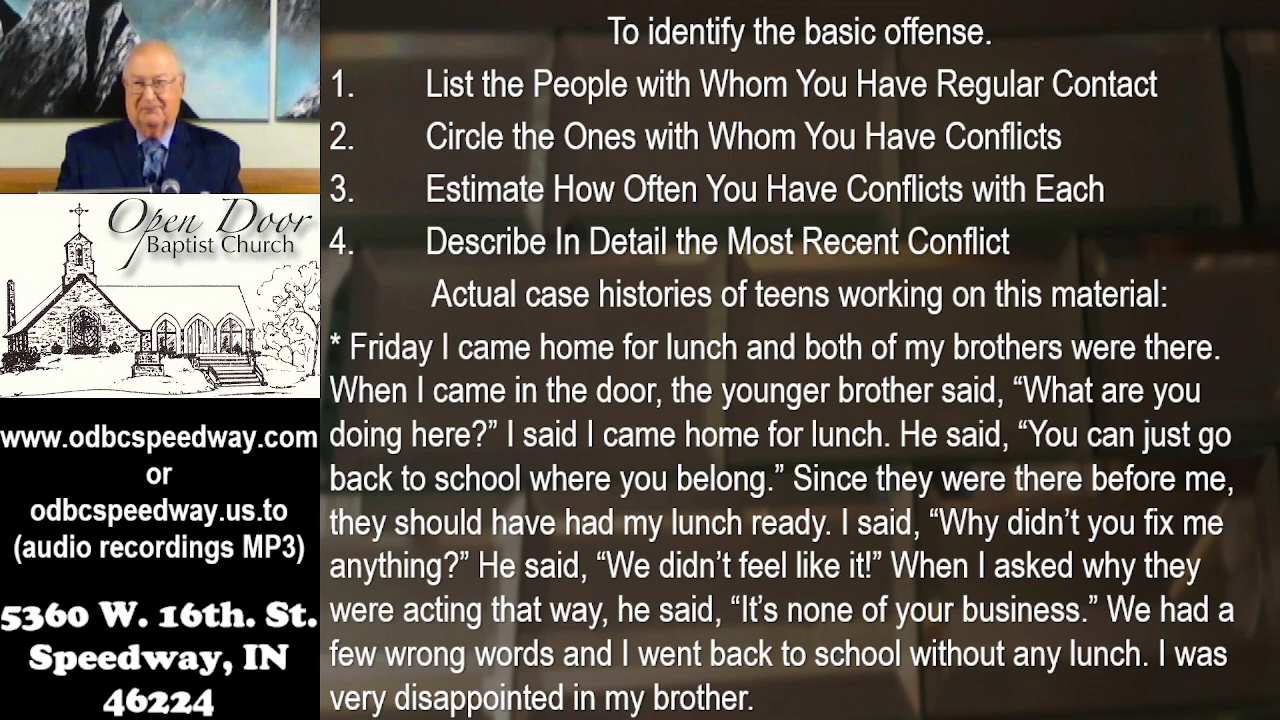 Open Door
Baptist Church
www.odbcspeedway.com
or
odbcspeedway.us.to
(audio recordings MP3)
5360 W. 16th. St.
Speedway, IN
46224
To identify the basic offense.
1. List the People with Whom You Have Regular Contact
2. Circle the Ones with Whom You Have Conflicts
3. Estimate How Often You Have Conflicts with Each
4. Describe In Detail the Most Recent Conflict
Actual case histories of teens working on this material:
* Friday I came home for lunch and both of my brothers were there.
When I came in the door, the younger brother said, “What are you
doing here?” I said I came home for lunch. He said, “You can just go
back to school where you belong.” Since they were there before me,
they should have had my lunch ready. I said, “Why didn’t you fix me
anything?” He said, “We didn’t feel like it!” When I asked why they
were acting that way, he said, “It’s none of your business.” We had a
few wrong words and I went back to school without any lunch. I was
very disappointed in my brother.